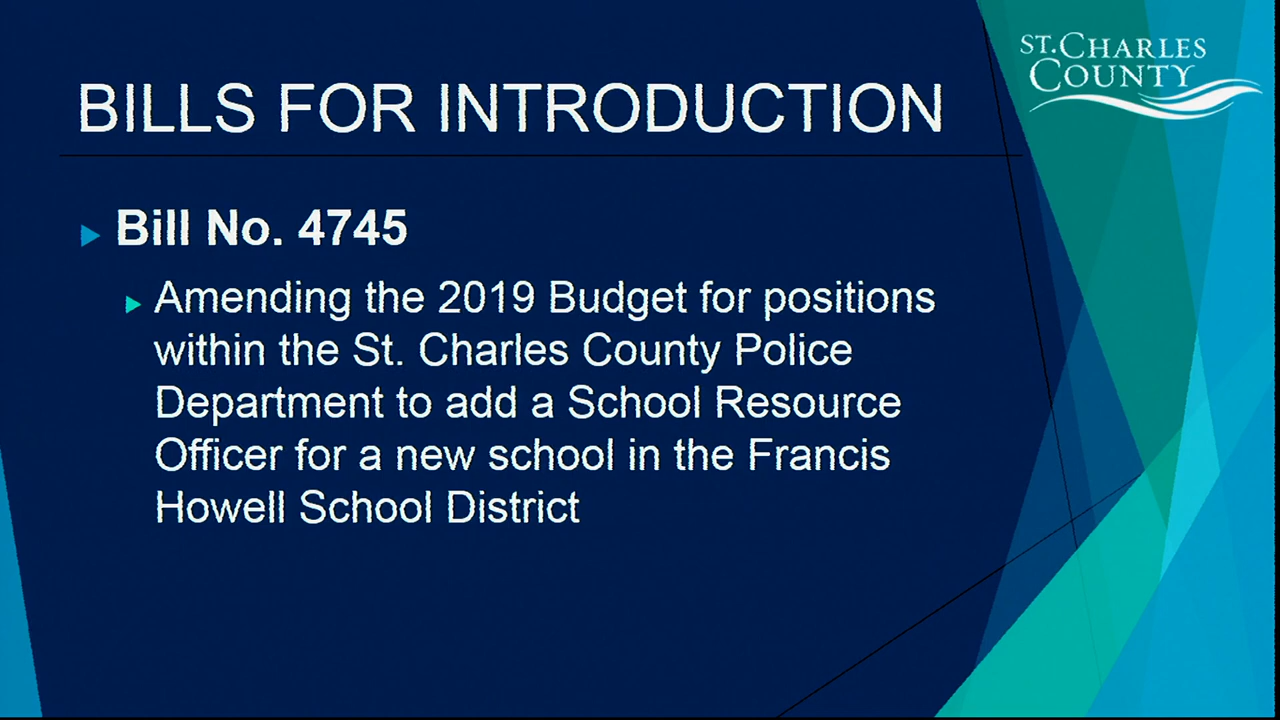 ST. CHARLES
COUNTY
BILLS FOR INTRODUCTION
Bill No. 4745
Amending the 2019 Budget for positions
within the St. Charles County Police
Department to add a School Resource
Officer for a new school in the Francis
Howell School District